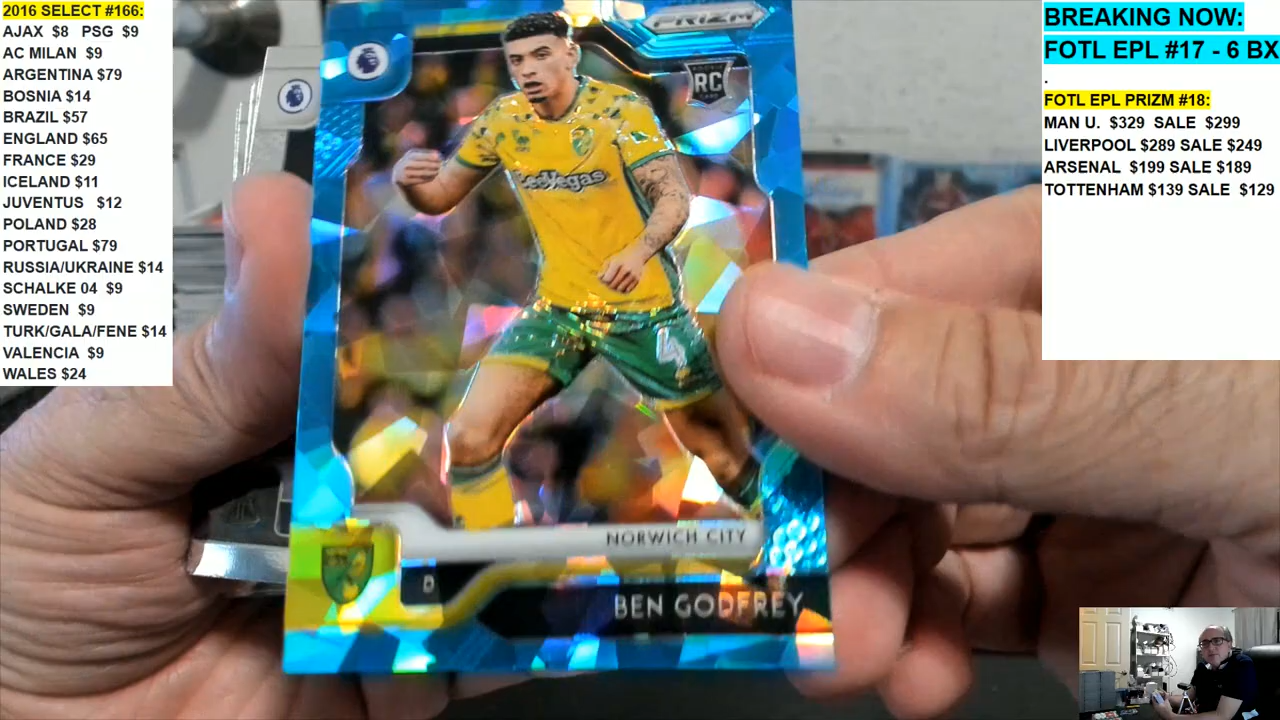 2016 SELECT #166:
AJAX $8 PSG $9
AC MILAN $9
ARGENTINA $79
BOSNIA $14
BRAZIL $57
ENGLAND $65
FRANCE $29
ICELAND $11
JUVENTUS $12
POLAND $28
PORTUGAL $79
RUSSIA/UKRAINE $14
SCHALKE 04 $9
SWEDEN $9
TURK/GALA/FENE $14
VALENCIA $9
WALES $24
PRIZM
RC
LeoVegas
4
NORWICH CITY
D
BEN GODFREY
BREAKING NOW:
FOTL EPL #17 - 6 BX
.
FOTL EPL PRIZM #18:
MAN U. $329 SALE $299
LIVERPOOL $289 SALE $249
ARSENAL $199 SALE $189
TOTTENHAM $139 SALE $129